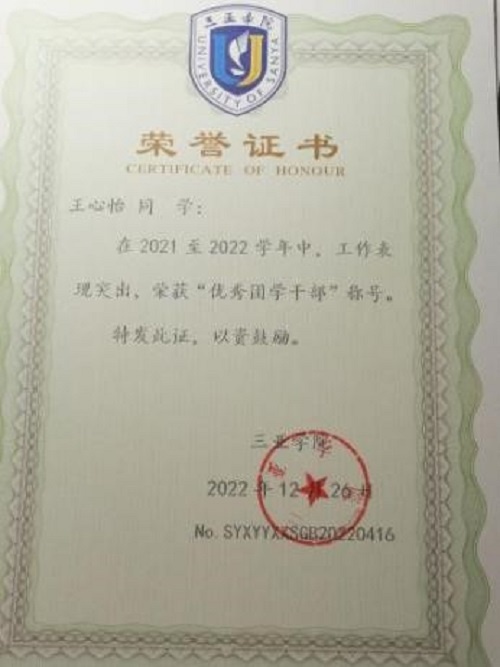 三亚学院
UNIVERSITY OF SANYA
荣誉证书
CERTIFICATE OF HONOUR
王心怡 同 学：
在 2021 至 2022 学年中，工作表
现突出，荣获“优秀团学干部”称号。
特发此证，以资鼓励。
三亚学院
2022 年 12 月 26 日
No. SYXYYXXSGB20220416